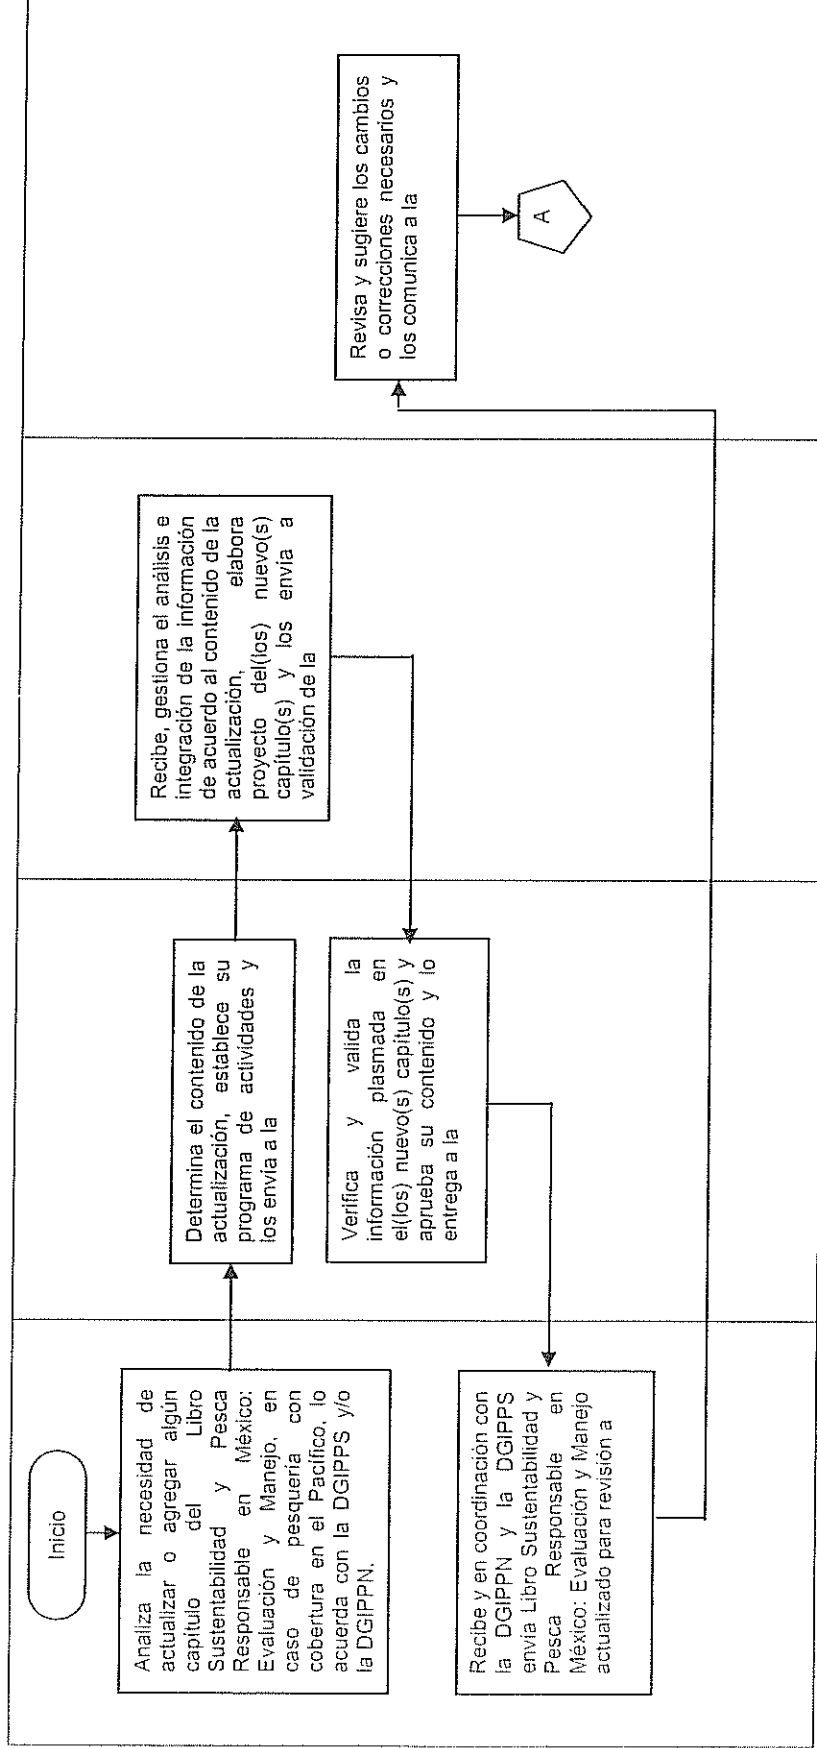 Inicio
Analiza la necesidad de
actualizar o agregar algún
capítulo del Libro
Sustentabilidad y Pesca
Responsable en México:
Evaluación y Manejo, en
caso de pesquería con
cobertura en el Pacífico, lo
acuerda con la DGIPPS y/o
la DGIPPN.
Determina el contenido de la
actualización, establece su
programa de actividades y
los envía a la
Recibe, gestiona el análisis e
integración de la información
de acuerdo al contenido de la
actualización, elabora
proyecto del(los) nuevo(s)
capítulo(s) y los envía a
validación de la
Verifica y valida la
información plasmada en
el(los) nuevo(s) capítulo(s) y
aprueba su contenido y lo
entrega a la
Recibe y en coordinación con
la DGIPPN y la DGIPPS
envía Libro Sustentabilidad y
Pesca Responsable en
México: Evaluación y Manejo
actualizado para revisión a
Revisa y sugiere los cambios
o correcciones necesarios y
los comunica a la
A